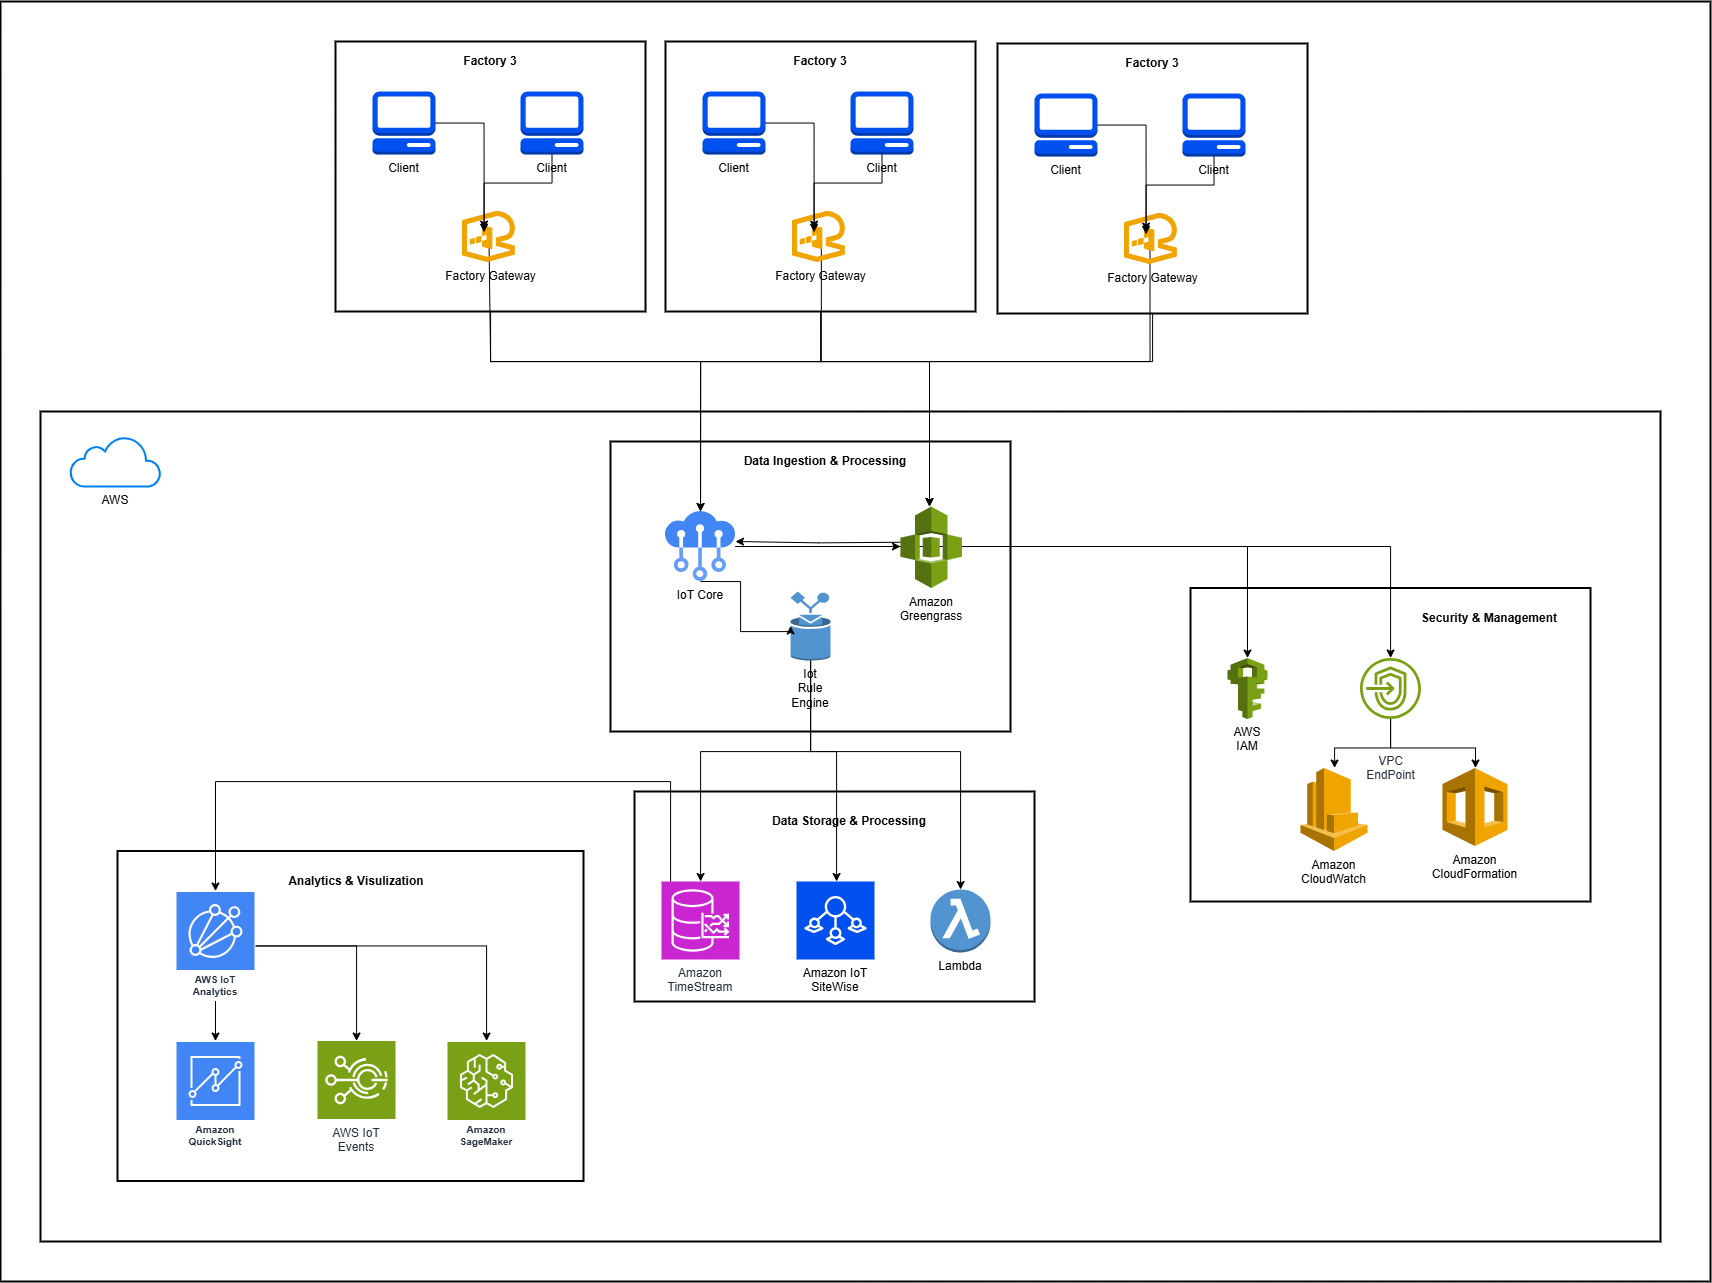 Factory 3
Factory 3
Factory 3
Client
Client
Client
Client
Client
Client
Factory Gateway
Factory Gateway
Factory Gateway
AWS
Data Ingestion & Processing
IoT Core
Amazon
Greengrass
Iot
Rule
Engine
Security & Management
AWS
IAM
VPC
EndPoint
Amazon
CloudWatch
Amazon
CloudFormation
Data Storage & Processing
Amazon
TimeStream
Amazon IoT
SiteWise
Lambda
Analytics & Visulization
AWS IoT
Analytics
Amazon
QuickSight
AWS IoT
Events
Amazon
SageMaker